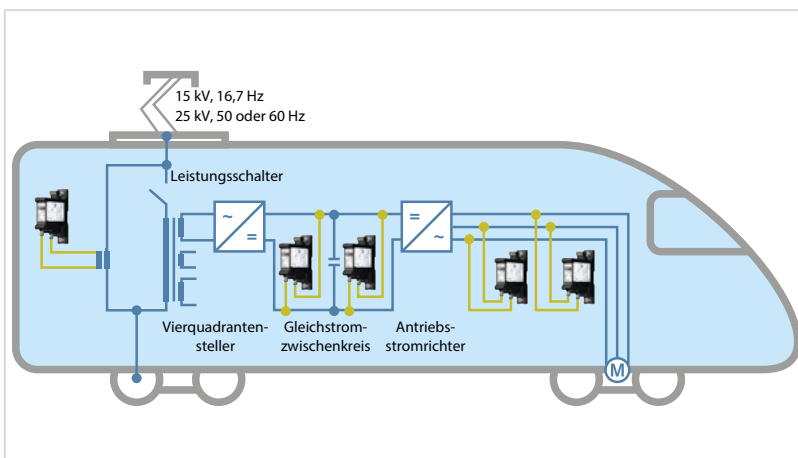 15 kV, 16,7 Hz
25 kV, 50 oder 60 Hz
Leistungsschalter
~
=
=
~
Vierquadranten-
steller
Gleichstrom-
zwischenkreis
Antriebs-
stromrichter
M